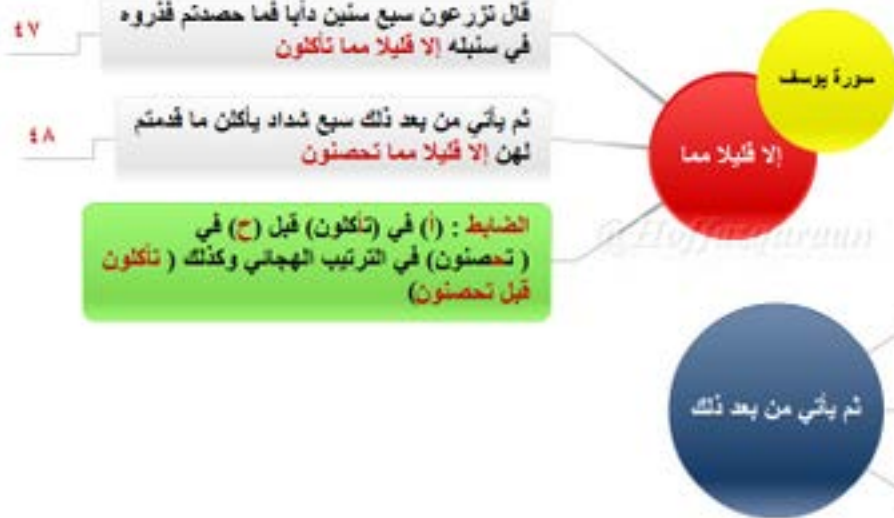 سورة يوسف
إلا قليلا مما
قال تزرعون سبع سنين دأبا فما حصدتم فذروه
في سنبله إلا قليلا مما تأكلون
٤٧
ثم يأتي من بعد ذلك سبع شداد يأكلن ما قدمتم
لهن إلا قليلا مما تحصنون
٤٨
الضابط : (أ) في (تأكلون) قبل (ح) في
( تحصنون) في الترتيب الهجائي وكذلك ( تأكلون
قبل تحصنون)
ثم يأتي من بعد ذلك